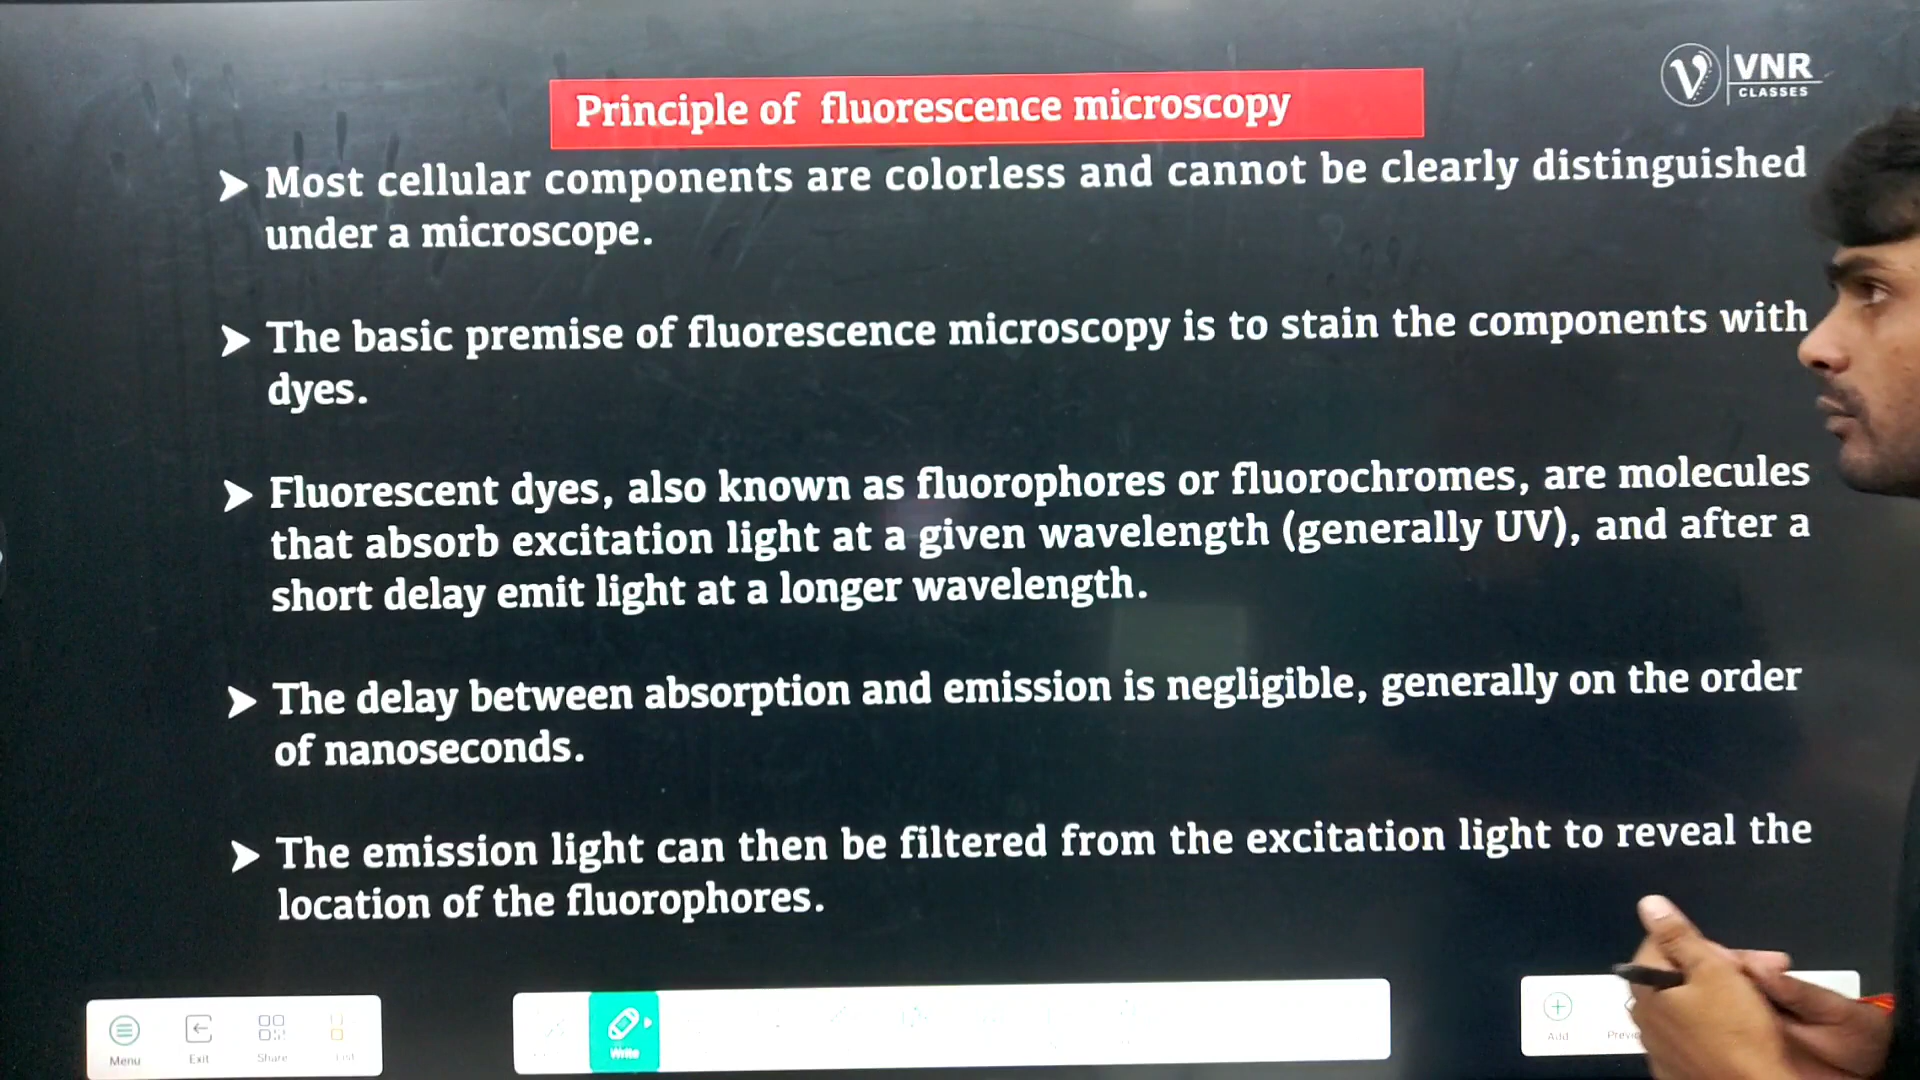 VNR
CLASSES
Principle of fluorescence microscopy
➤ Most cellular components are colorless and cannot be clearly distinguished
under a microscope.
➤ The basic premise of fluorescence microscopy is to stain the components with
dyes.
➤ Fluorescent dyes, also known as fluorophores or fluorochromes, are molecules
that absorb excitation light at a given wavelength (generally UV), and after a
short delay emit light at a longer wavelength.
➤ The delay between absorption and emission is negligible, generally on the order
of nanoseconds.
➤ The emission light can then be filtered from the excitation light to reveal the
location of the fluorophores.
Menu Exit Share List Write Add